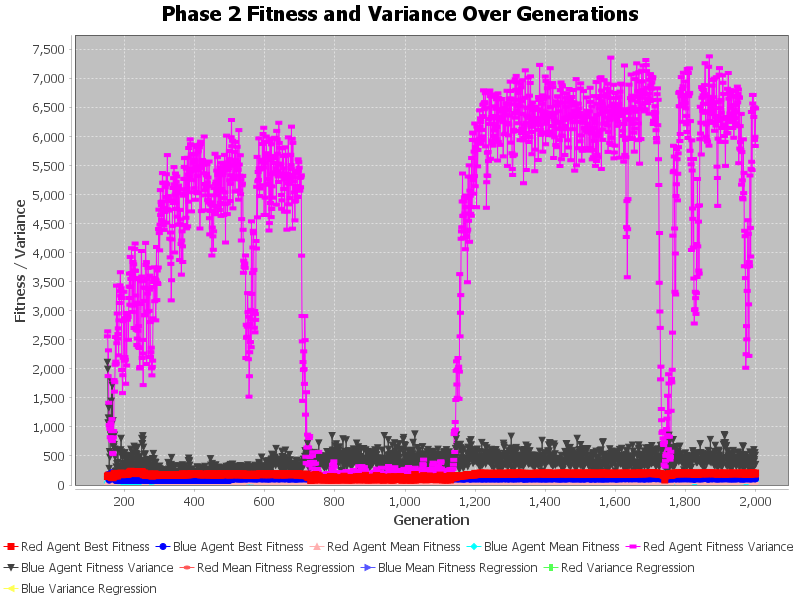 Phase 2 Fitness and Variance Over Generations
7,500
7,000
6,500
6,000
5,500
5,000
4,500
4,000
3,500
3,000
2,500
2,000
1,500
1,000
500
0
Fitness / Variance
200 400 600 800 1,000 1,200 1,400 1,600 1,800 2,000
Generation
Red Agent Best Fitness Blue Agent Best Fitness Red Agent Mean Fitness Blue Agent Mean Fitness Red Agent Fitness Variance
Blue Agent Fitness Variance Red Mean Fitness Regression Blue Mean Fitness Regression Red Variance Regression
Blue Variance Regression